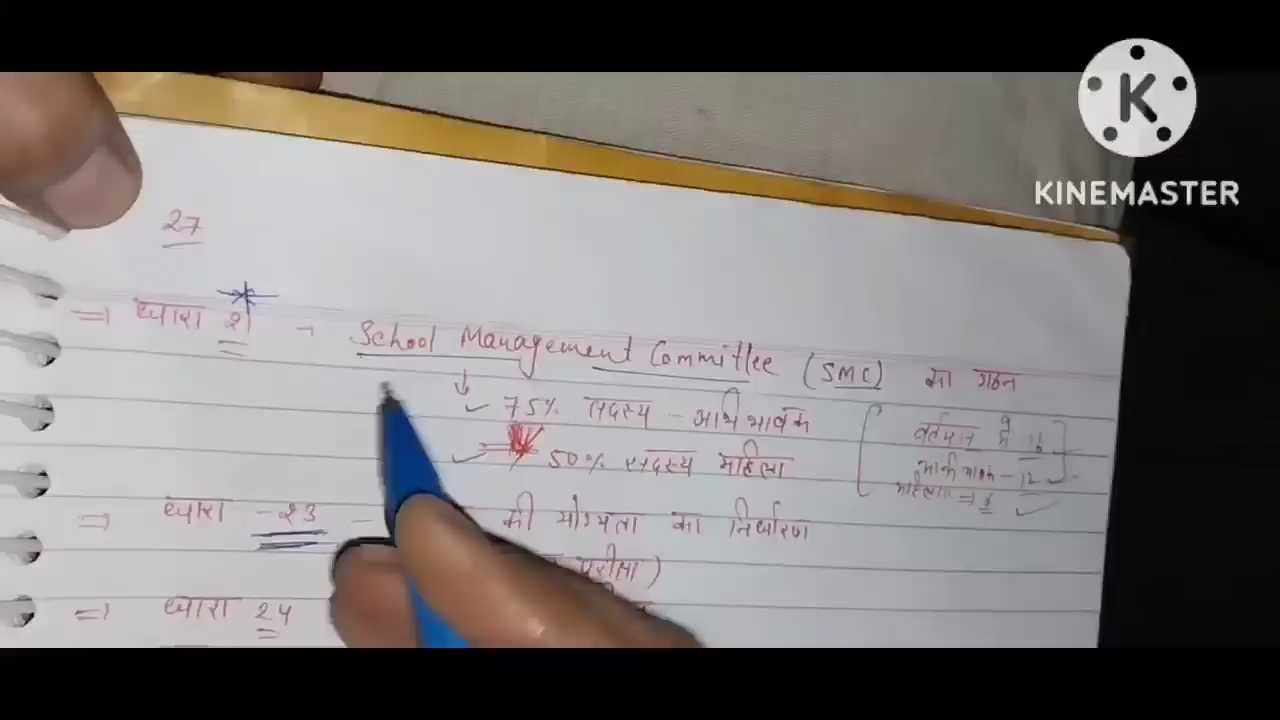 KINEMASTER
27
⇒ धारा 21 → School Management Committee (SMC) का गठन
↓
✓ 75% सदस्य - अभिभावक
✓ 50% सदस्य महिला
वर्तमान में 16
अभिभावक - 12 ✓
महिला ⇒ ✓
⇒ धारा - 23 - की योग्यता का निर्धारण
परीक्षा)
⇒ धारा 24